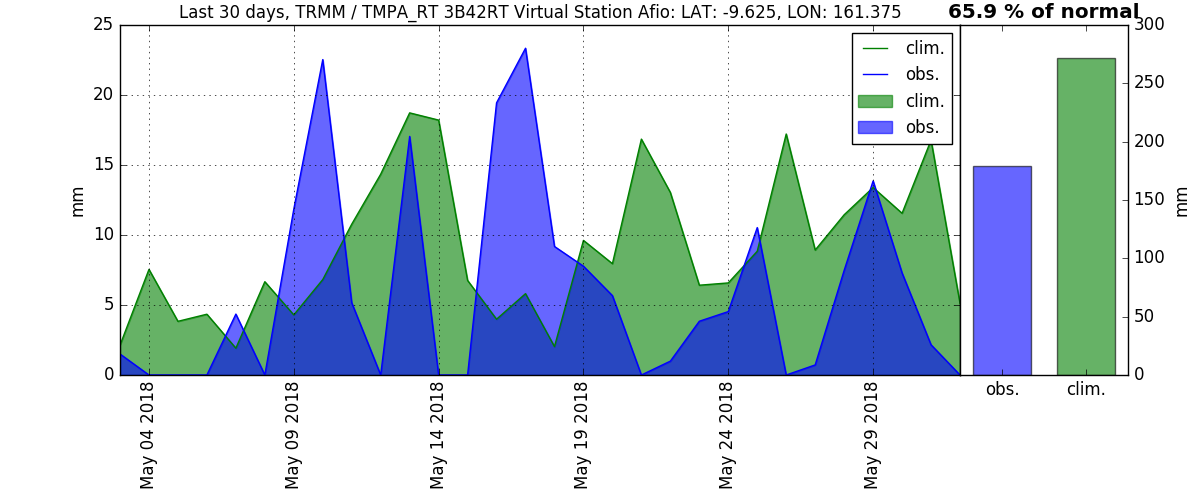 Last 30 days, TRMM / TMPA_RT 3B42RT Virtual Station Afio: LAT: -9.625, LON: 161.375
65.9 % of normal
25
20
15
10
5
0
mm
clim.
obs.
clim.
obs.
300
250
200
150
100
50
0
mm
obs.
clim.
May 04 2018
May 09 2018
May 14 2018
May 19 2018
May 24 2018
May 29 2018